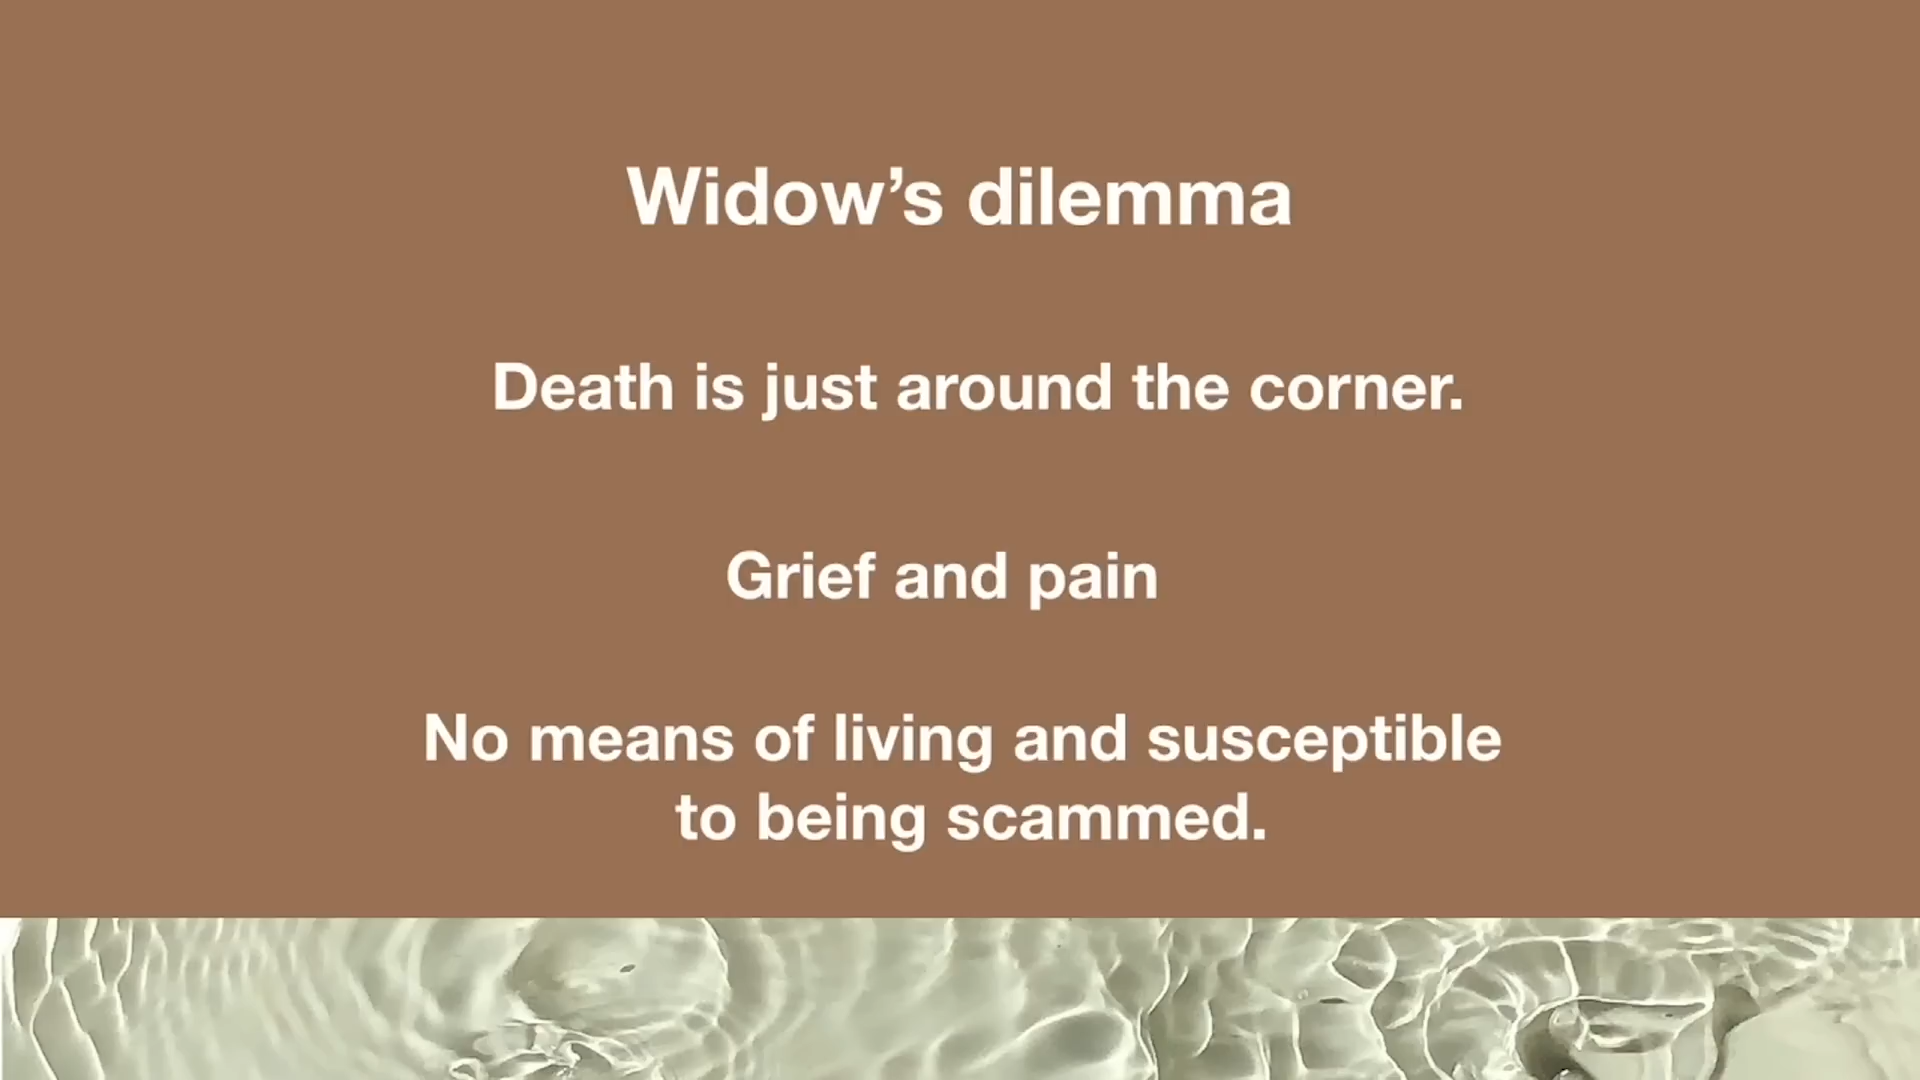 Widow’s dilemma
Death is just around the corner.
Grief and pain
No means of living and susceptible
to being scammed.